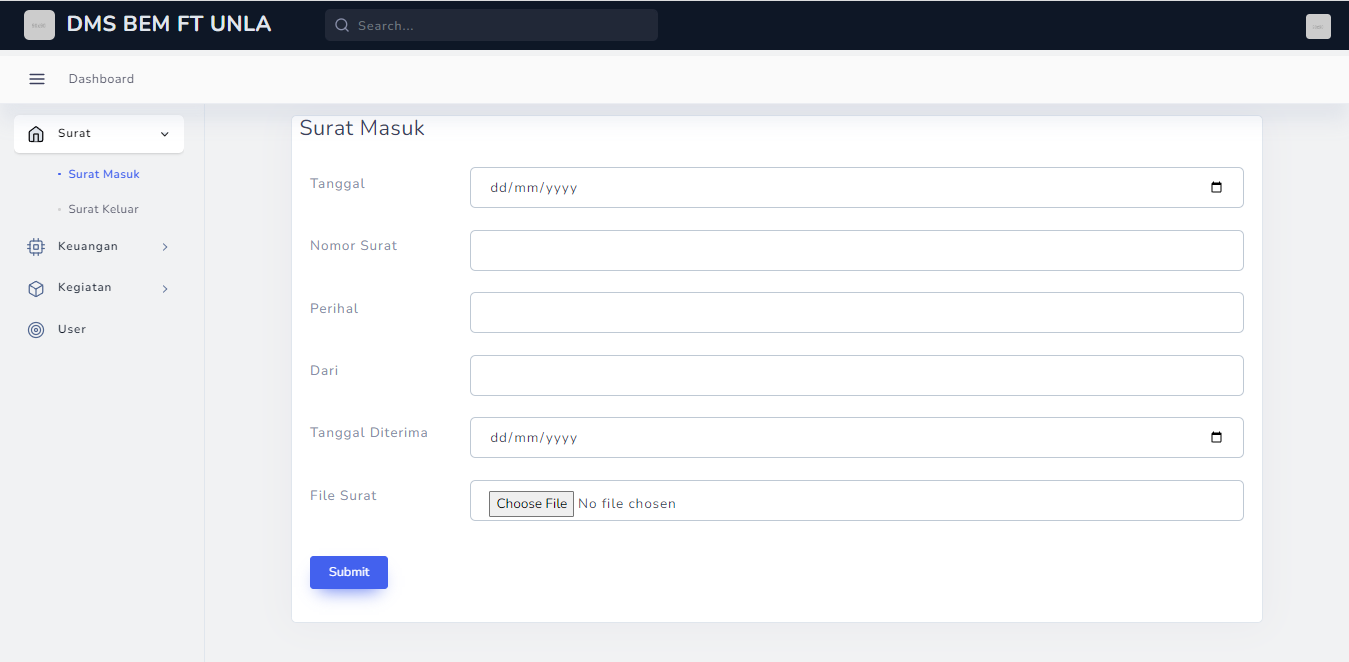 DMS BEM FT UNLA
Search...
Dashboard
Surat
Surat Masuk
Surat Keluar
Keuangan
Kegiatan
User
Surat Masuk
Tanggal
dd/mm/yyyy
Nomor Surat
Perihal
Dari
Tanggal Diterima
dd/mm/yyyy
File Surat
Choose File No file chosen
Submit